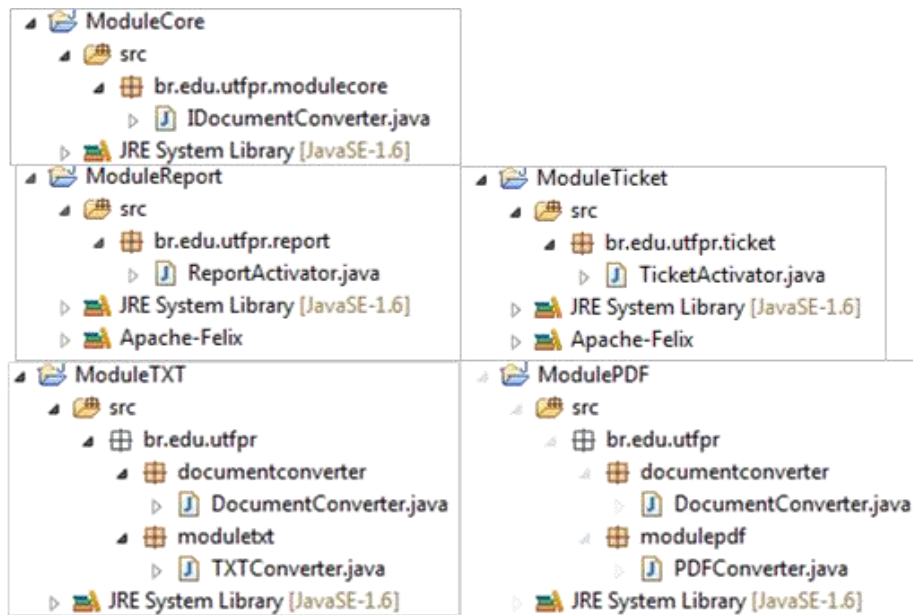 ModuleCore
src
br.edu.utfpr.modulecore
IDocumentConverter.java
JRE System Library [JavaSE-1.6]
ModuleReport
src
br.edu.utfpr.report
ReportActivator.java
JRE System Library [JavaSE-1.6]
Apache-Felix
ModuleTicket
src
br.edu.utfpr.ticket
TicketActivator.java
JRE System Library [JavaSE-1.6]
Apache-Felix
ModuleTXT
src
br.edu.utfpr
documentconverter
DocumentConverter.java
moduletxt
TXTConverter.java
JRE System Library [JavaSE-1.6]
ModulePDF
src
br.edu.utfpr
documentconverter
DocumentConverter.java
modulepdf
PDFConverter.java
JRE System Library [JavaSE-1.6]